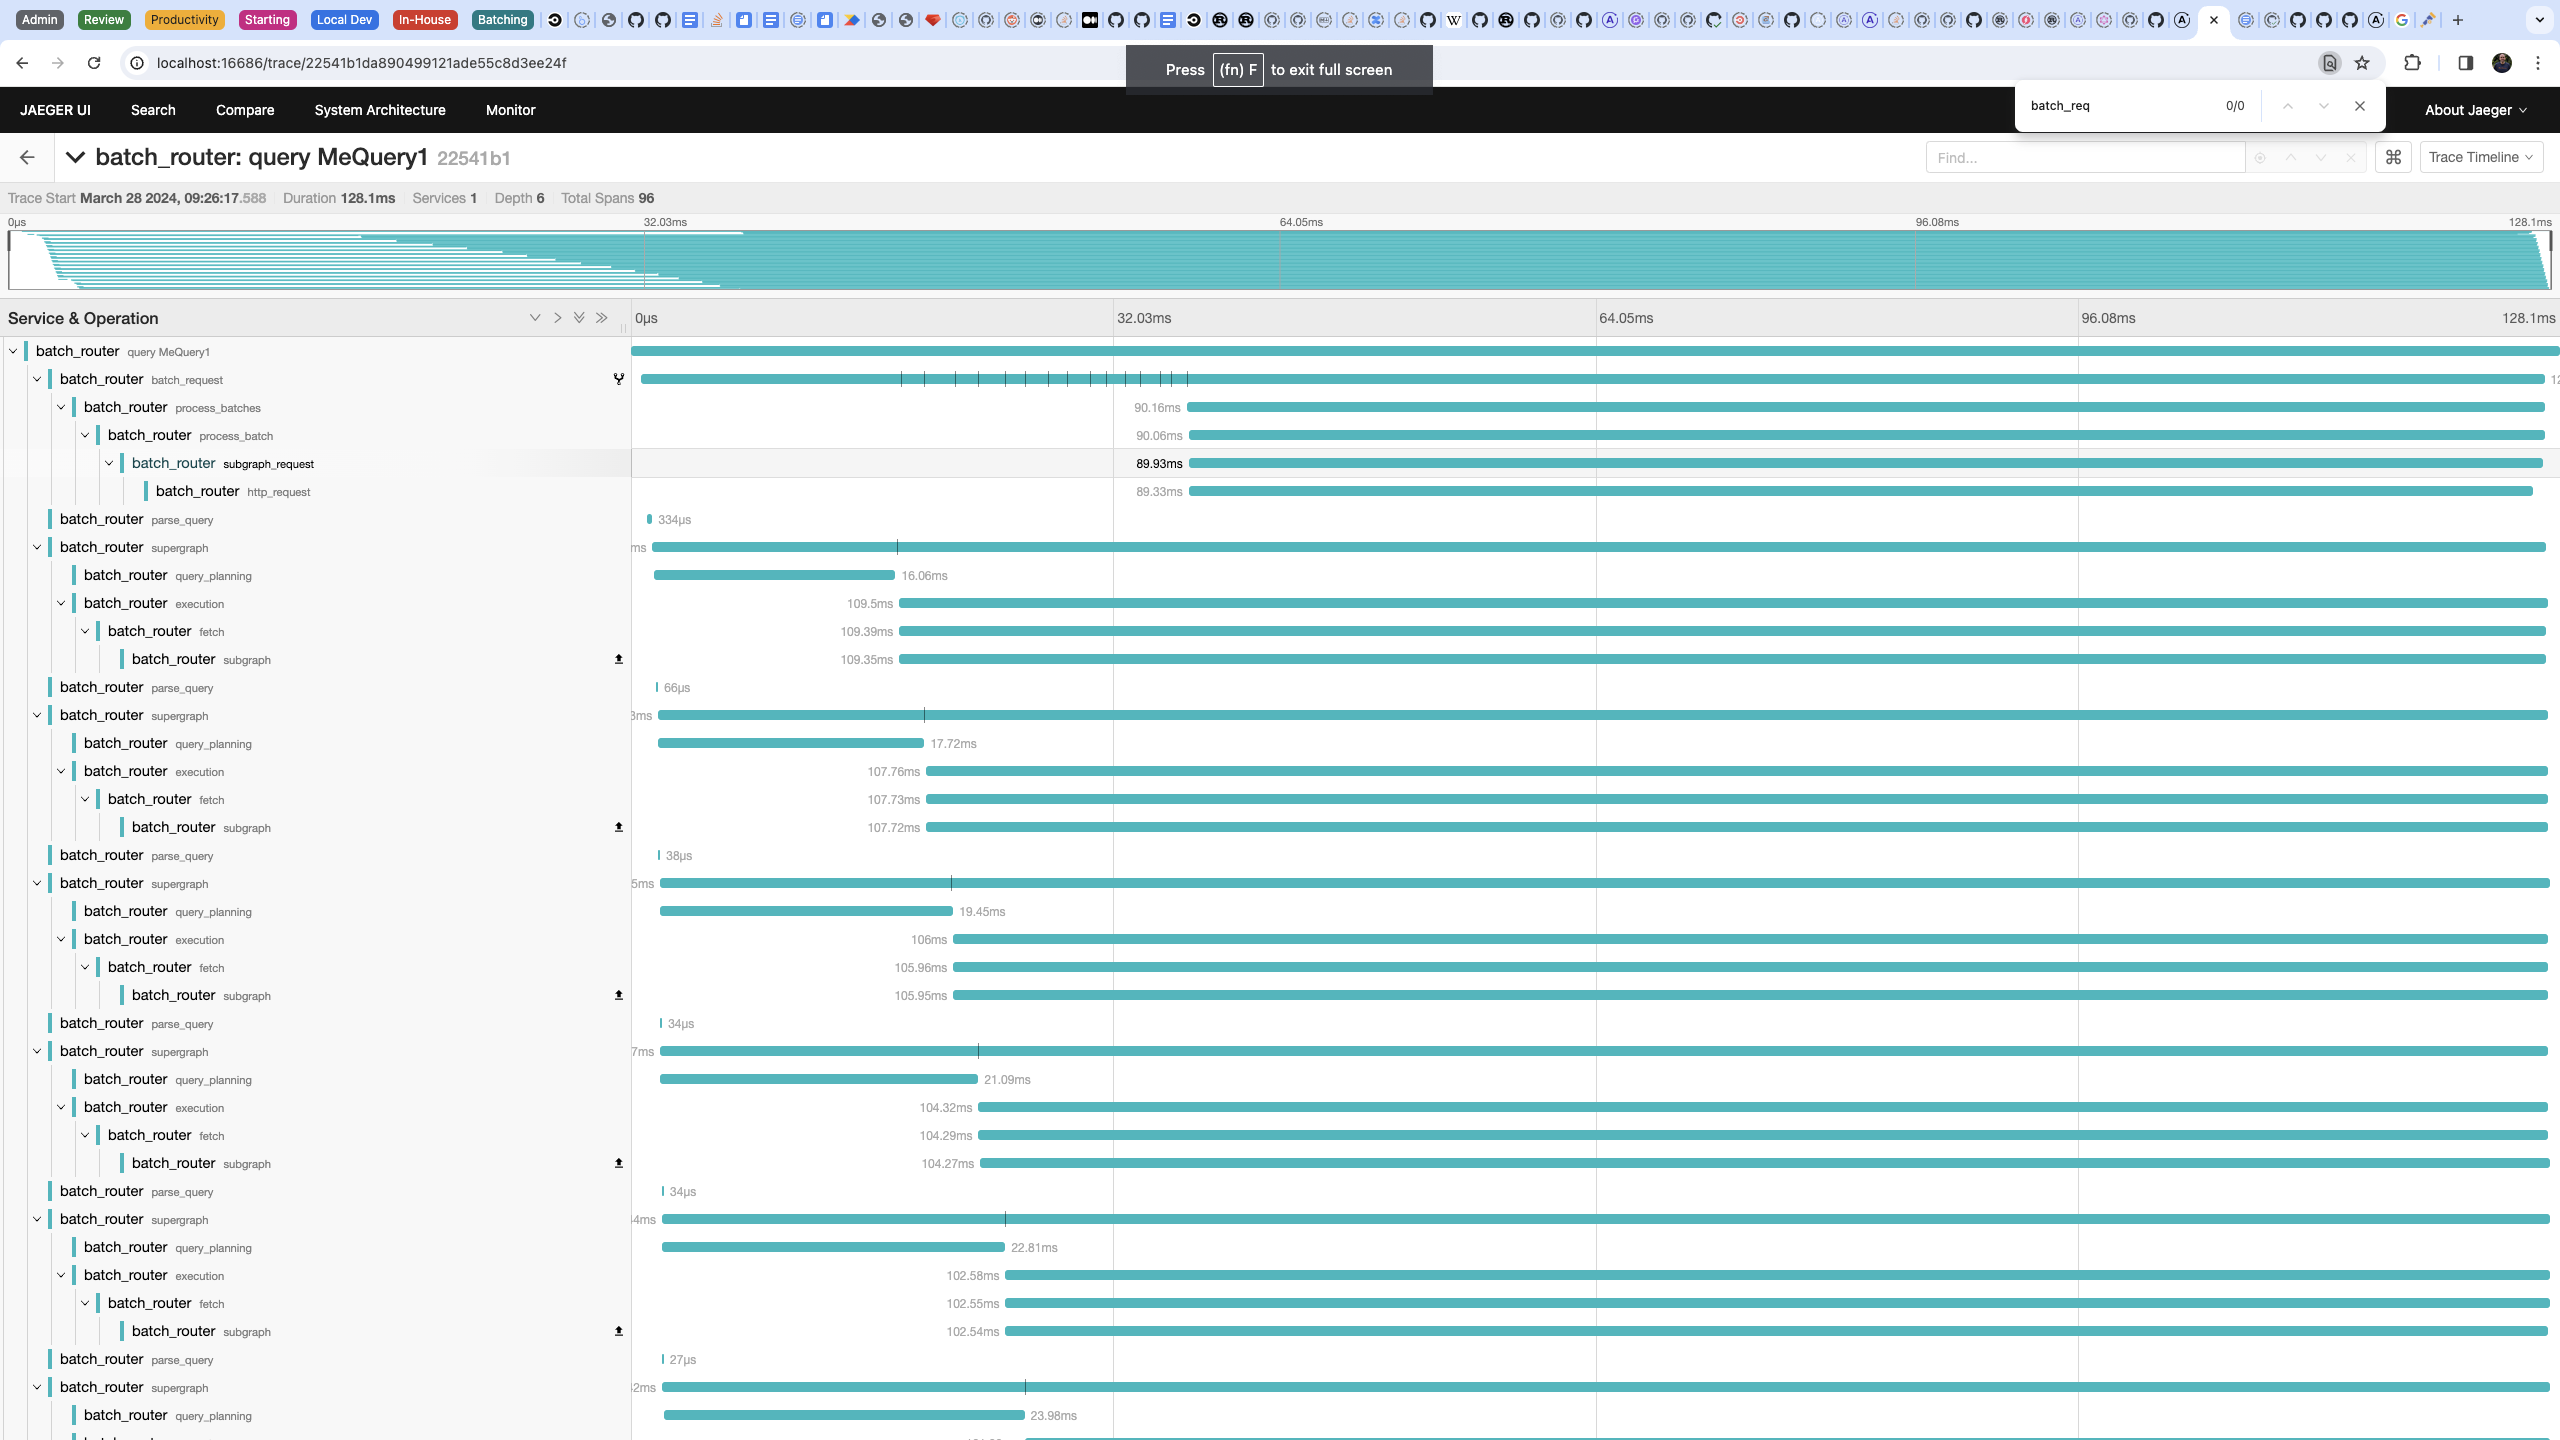 Admin Review Productivity Starting Local Dev In-House Batching
localhost:16686/trace/22541b1da890499121ade55c8d3ee24f
Press (fn) F to exit full screen
batch_req 0/0
JAEGER UI Search Compare System Architecture Monitor About Jaeger
batch_router: query MeQuery1 22541b1
Find... ⌘ Trace Timeline
Trace Start March 28 2024, 09:26:17.588 Duration 128.1ms Services 1 Depth 6 Total Spans 96
0μs 32.03ms 64.05ms 96.08ms 128.1ms
Service & Operation 0μs 32.03ms 64.05ms 96.08ms 128.1ms
batch_router query MeQuery1
batch_router batch_request 12
batch_router process_batches 90.16ms
batch_router process_batch 90.06ms
batch_router subgraph_request 89.93ms
batch_router http_request 89.33ms
batch_router parse_query 334μs
batch_router supergraph ms
batch_router query_planning 16.06ms
batch_router execution 109.5ms
batch_router fetch 109.39ms
batch_router subgraph 109.35ms
batch_router parse_query 66μs
batch_router supergraph 3ms
batch_router query_planning 17.72ms
batch_router execution 107.76ms
batch_router fetch 107.73ms
batch_router subgraph 107.72ms
batch_router parse_query 38μs
batch_router supergraph 5ms
batch_router query_planning 19.45ms
batch_router execution 106ms
batch_router fetch 105.96ms
batch_router subgraph 105.95ms
batch_router parse_query 34μs
batch_router supergraph 7ms
batch_router query_planning 21.09ms
batch_router execution 104.32ms
batch_router fetch 104.29ms
batch_router subgraph 104.27ms
batch_router parse_query 34μs
batch_router supergraph 4ms
batch_router query_planning 22.81ms
batch_router execution 102.58ms
batch_router fetch 102.55ms
batch_router subgraph 102.54ms
batch_router parse_query 27μs
batch_router supergraph 2ms
batch_router query_planning 23.98ms